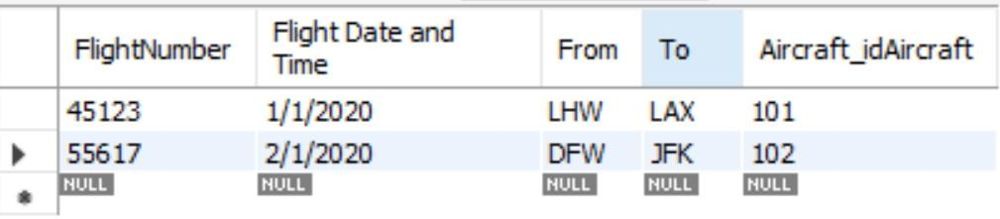 FlightNumber Flight Date and Time From To Aircraft_idAircraft
45123 1/1/2020 LHW LAX 101
55617 2/1/2020 DFW JFK 102
NULL NULL NULL NULL NULL